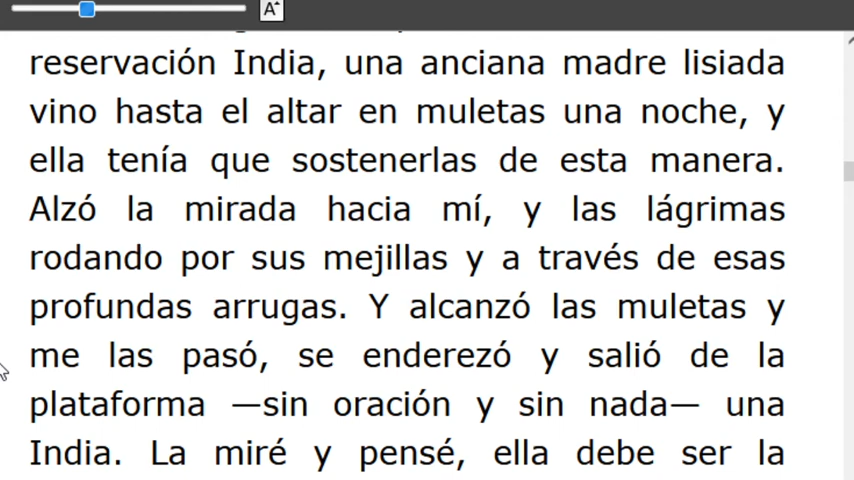 A
reservación India, una anciana madre lisiada
vino hasta el altar en muletas una noche, y
ella tenía que sostenerlas de esta manera.
Alzó la mirada hacia mí, y las lágrimas
rodando por sus mejillas y a través de esas
profundas arrugas. Y alcanzó las muletas y
me las pasó, se enderezó y salió de la
plataforma —sin oración y sin nada— una
India. La miré y pensé, ella debe ser la